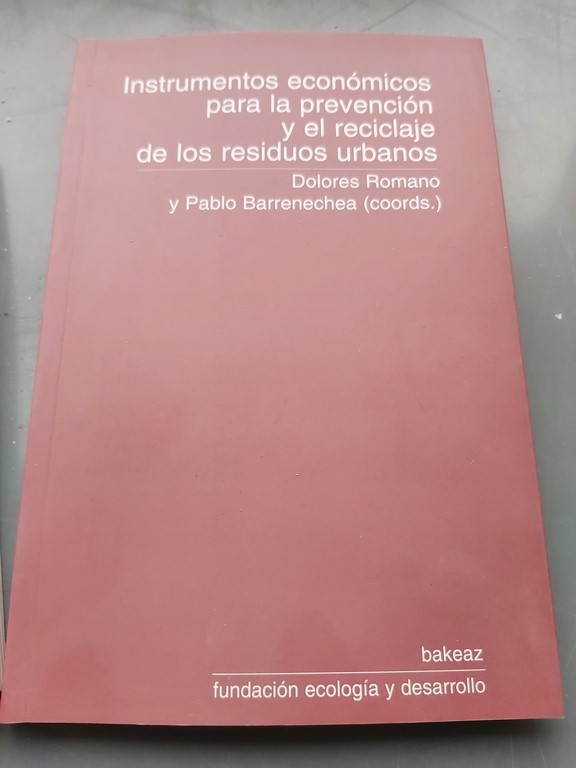 Instrumentos económicos
para la prevención
y el reciclaje
de los residuos urbanos
Dolores Romano
y Pablo Barrenechea (coords.)
bakeaz
fundación ecología y desarrollo